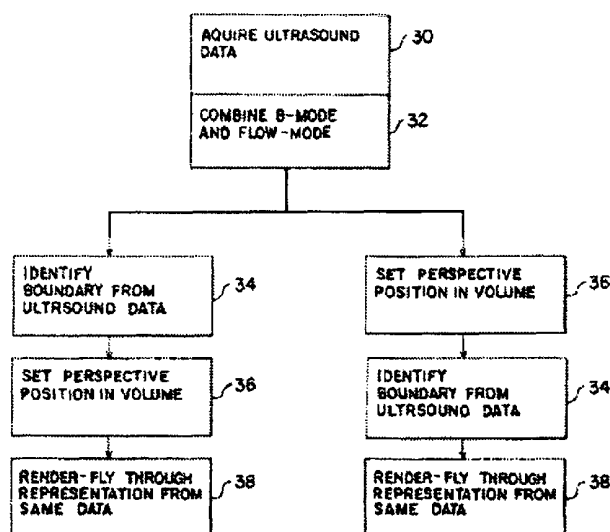 AQUIRE ULTRASOUND
DATA
30
COMBINE B-MODE
AND FLOW-MODE
32
IDENTIFY
BOUNDARY FROM
ULTRSOUND DATA
34
SET PERSPECTIVE
POSITION IN VOLUME
36
RENDER-FLY THROUGH
REPRESENTATION FROM
SAME DATA
38
SET PERSPECTIVE
POSITION IN VOLUME
36
IDENTIFY
BOUNDARY FROM
ULTRSOUND DATA
34
RENDER-FLY THROUGH
REPRESENTATION FROM
SAME DATA
38